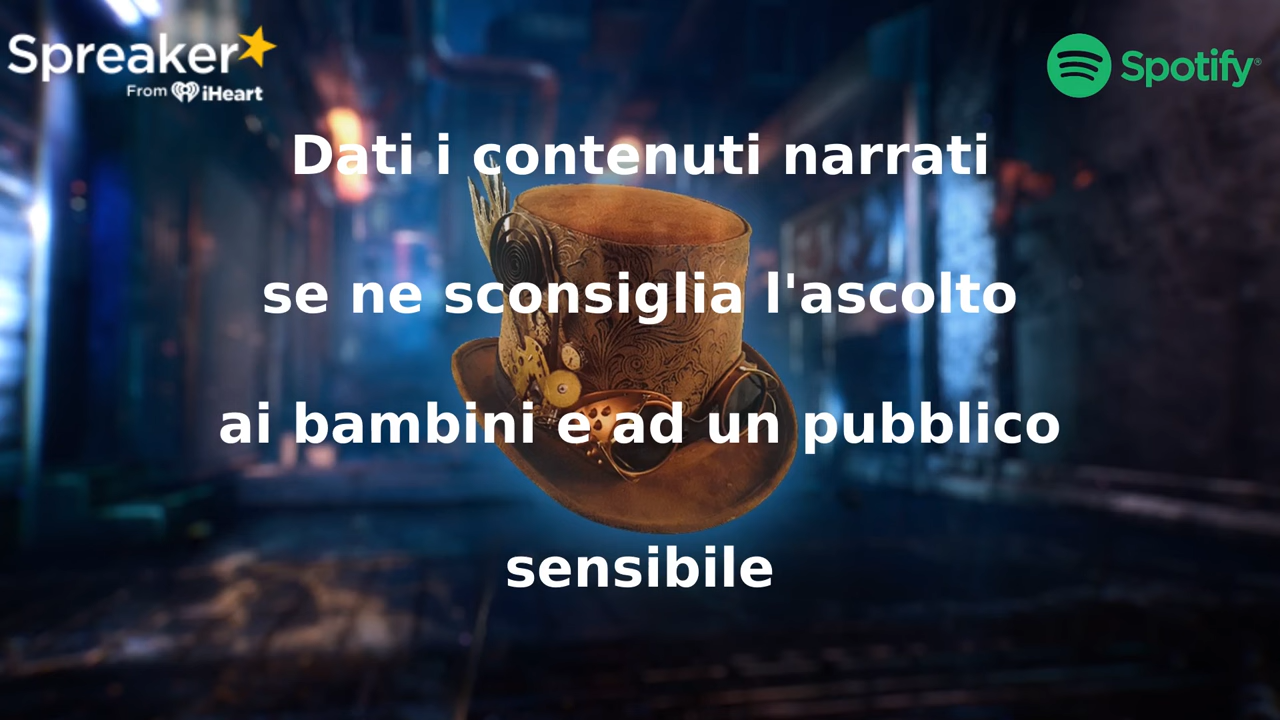 Spreaker
From iHeart
Spotify®
Dati i contenuti narrati
se ne sconsiglia l'ascolto
ai bambini e ad un pubblico
sensibile